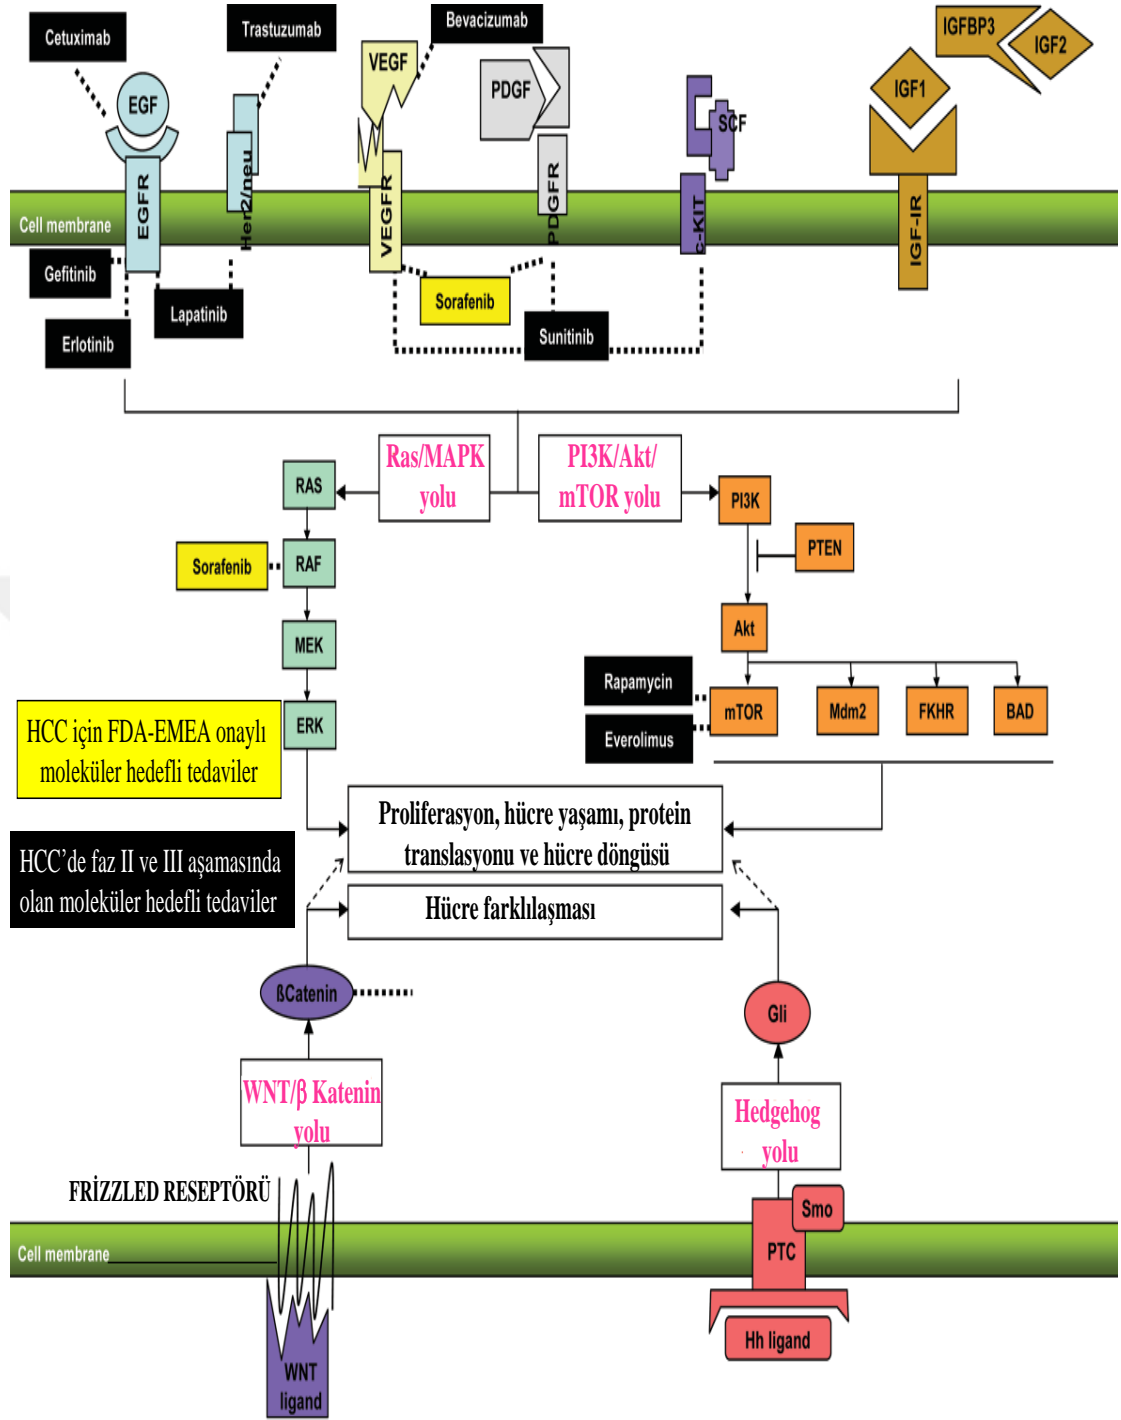 Cetuximab
Trastuzumab
Bevacizumab
EGF
VEGF
PDGF
SCF
IGF1
IGFBP3
IGF2
Cell membrane
EGFR
Her2/neu
VEGFR
PDGFR
c-KIT
IGF-IR
Gefitinib
Erlotinib
Lapatinib
Sorafenib
Sunitinib
Ras/MAPK
yolu
PI3K/Akt/
mTOR yolu
RAS
PI3K
Sorafenib
RAF
PTEN
MEK
Akt
Rapamycin
Everolimus
ERK
mTOR
Mdm2
FKHR
BAD
HCC için FDA-EMEA onaylı
moleküler hedefli tedaviler
HCC’de faz II ve III aşamasında
olan moleküler hedefli tedaviler
Proliferasyon, hücre yaşamı, protein
translasyonu ve hücre döngüsü
Hücre farklılaşması
ßCatenin
Gli
WNT/β Katenin
yolu
Hedgehog
yolu
FRİZZLED RESEPTÖRÜ
Cell membrane
Smo
PTC
Hh ligand
WNT
ligand